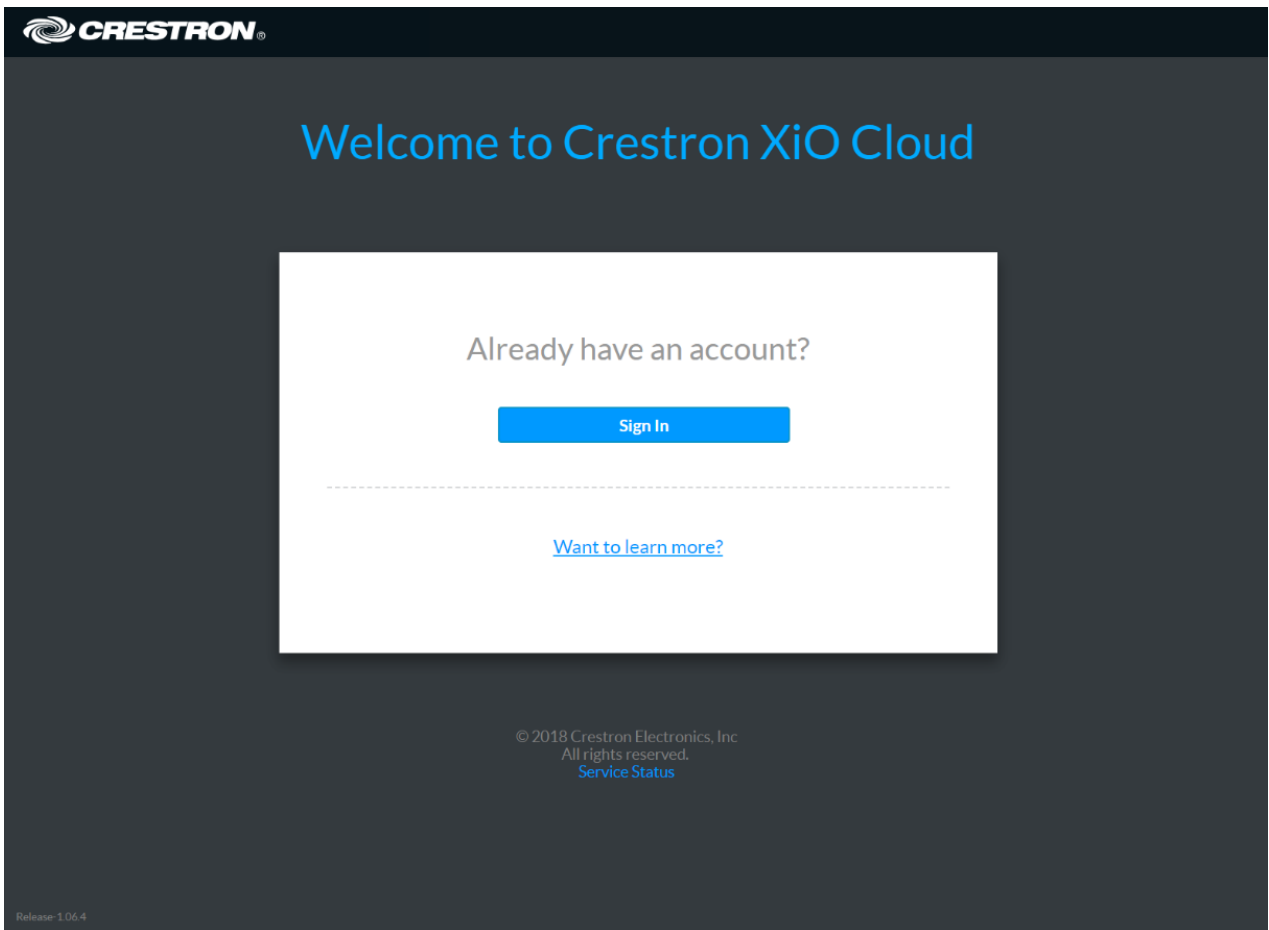 CRESTRON®
Welcome to Crestron XiO Cloud
Already have an account?
Sign In
Want to learn more?
© 2018 Crestron Electronics, Inc
All rights reserved.
Service Status
Release-1.06.4